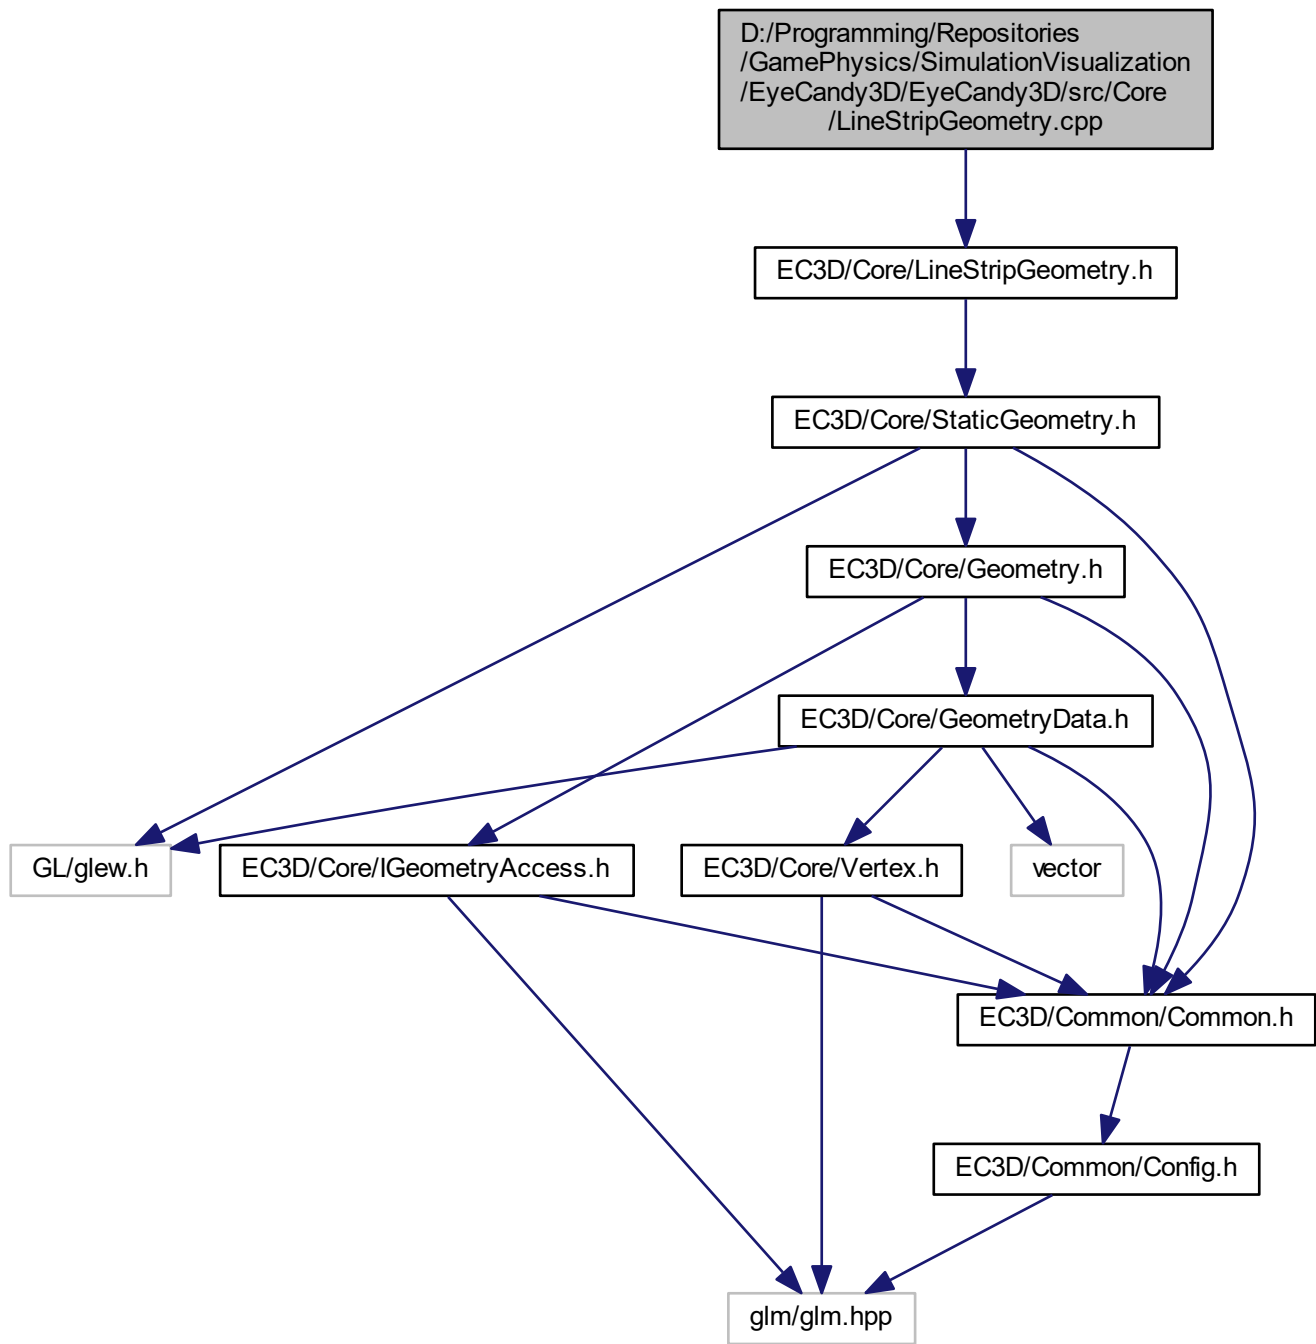 D:/Programming/Repositories
/GamePhysics/SimulationVisualization
/EyeCandy3D/EyeCandy3D/src/Core
/LineStripGeometry.cpp
EC3D/Core/LineStripGeometry.h
EC3D/Core/StaticGeometry.h
EC3D/Core/Geometry.h
EC3D/Core/GeometryData.h
GL/glew.h
EC3D/Core/IGeometryAccess.h
EC3D/Core/Vertex.h
vector
EC3D/Common/Common.h
EC3D/Common/Config.h
glm/glm.hpp